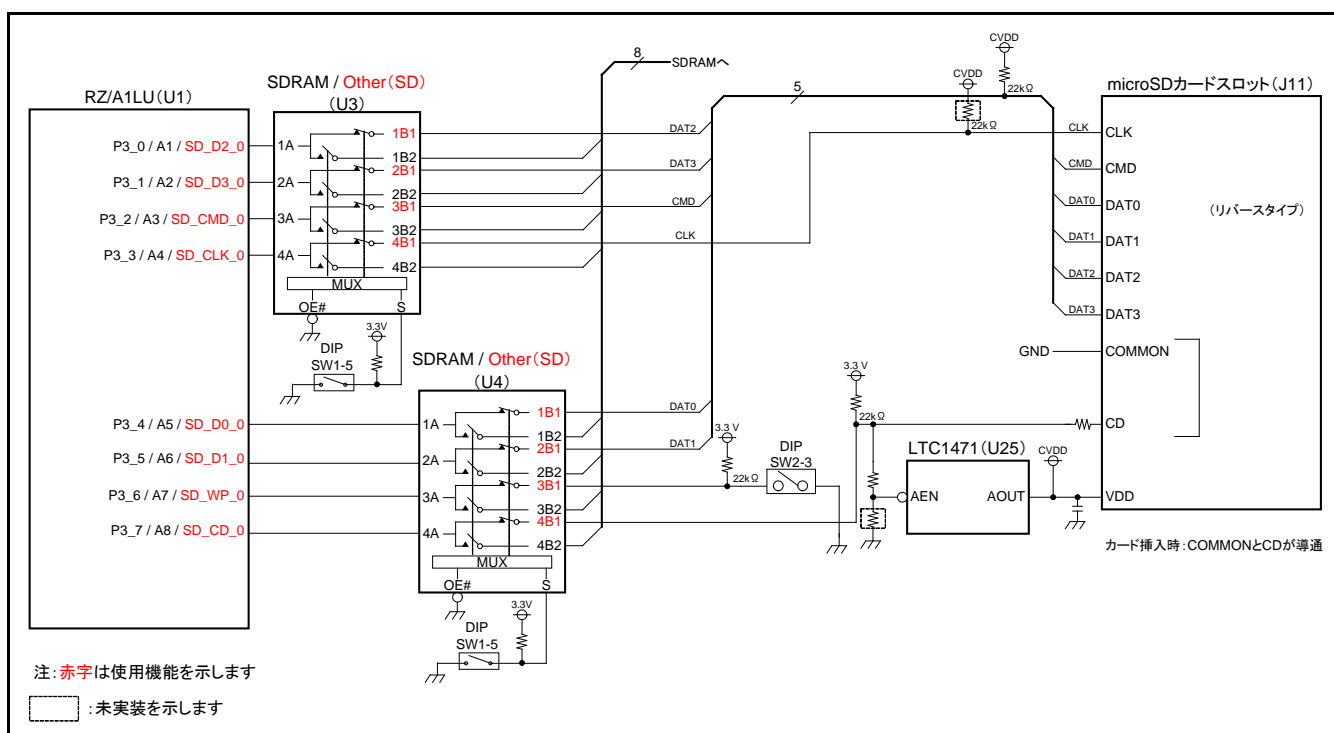 RZ/A1LU(U1)
P3_0 / A1 / SD_D2_0
P3_1 / A2 / SD_D3_0
P3_2 / A3 / SD_CMD_0
P3_3 / A4 / SD_CLK_0
P3_4 / A5 / SD_D0_0
P3_5 / A6 / SD_D1_0
P3_6 / A7 / SD_WP_0
P3_7 / A8 / SD_CD_0
SDRAM / Other(SD)
(U3)
1A
2A
3A
4A
1B1
1B2
2B1
2B2
3B1
3B2
4B1
4B2
MUX
OE#
S
3.3V
DIP
SW1-5
SDRAM / Other(SD)
(U4)
1A
2A
3A
4A
1B1
1B2
2B1
2B2
3B1
3B2
4B1
4B2
MUX
OE#
S
3.3V
DIP
SW1-5
8
SDRAMへ
DAT2
DAT3
CMD
CLK
DAT0
DAT1
5
CVDD
22kΩ
CVDD
22kΩ
3.3 V
22kΩ
DIP
SW2-3
3.3 V
22kΩ
LTC1471(U25)
AEN
AOUT
CVDD
microSDカードスロット(J11)
CLK
CLK
CMD
CMD
DAT0
DAT0
DAT1
DAT1
DAT2
DAT2
DAT3
DAT3
(リバースタイプ)
GND
COMMON
CD
VDD
カード挿入時:COMMONとCDが導通
注:赤字は使用機能を示します
:未実装を示します